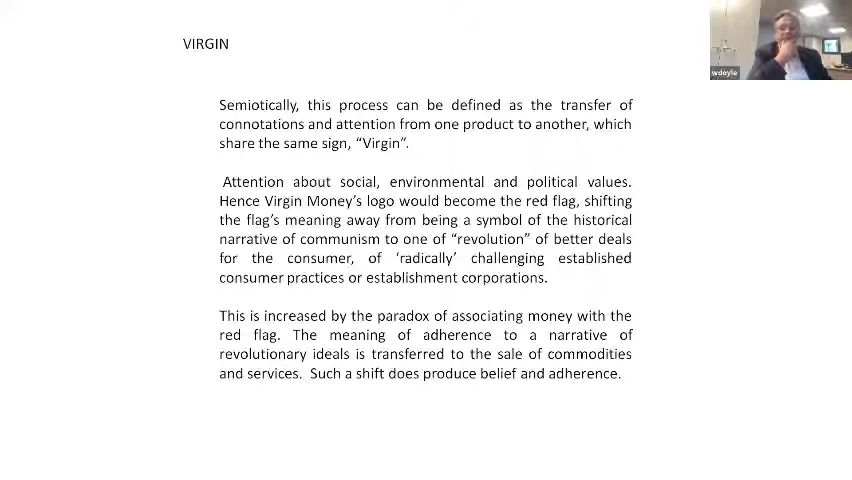 VIRGIN
wdoyle
Semiotically, this process can be defined as the transfer of
connotations and attention from one product to another, which
share the same sign, “Virgin”.
Attention about social, environmental and political values.
Hence Virgin Money’s logo would become the red flag, shifting
the flag’s meaning away from being a symbol of the historical
narrative of communism to one of “revolution” of better deals
for the consumer, of ‘radically’ challenging established
consumer practices or establishment corporations.
This is increased by the paradox of associating money with the
red flag. The meaning of adherence to a narrative of
revolutionary ideals is transferred to the sale of commodities
and services. Such a shift does produce belief and adherence.